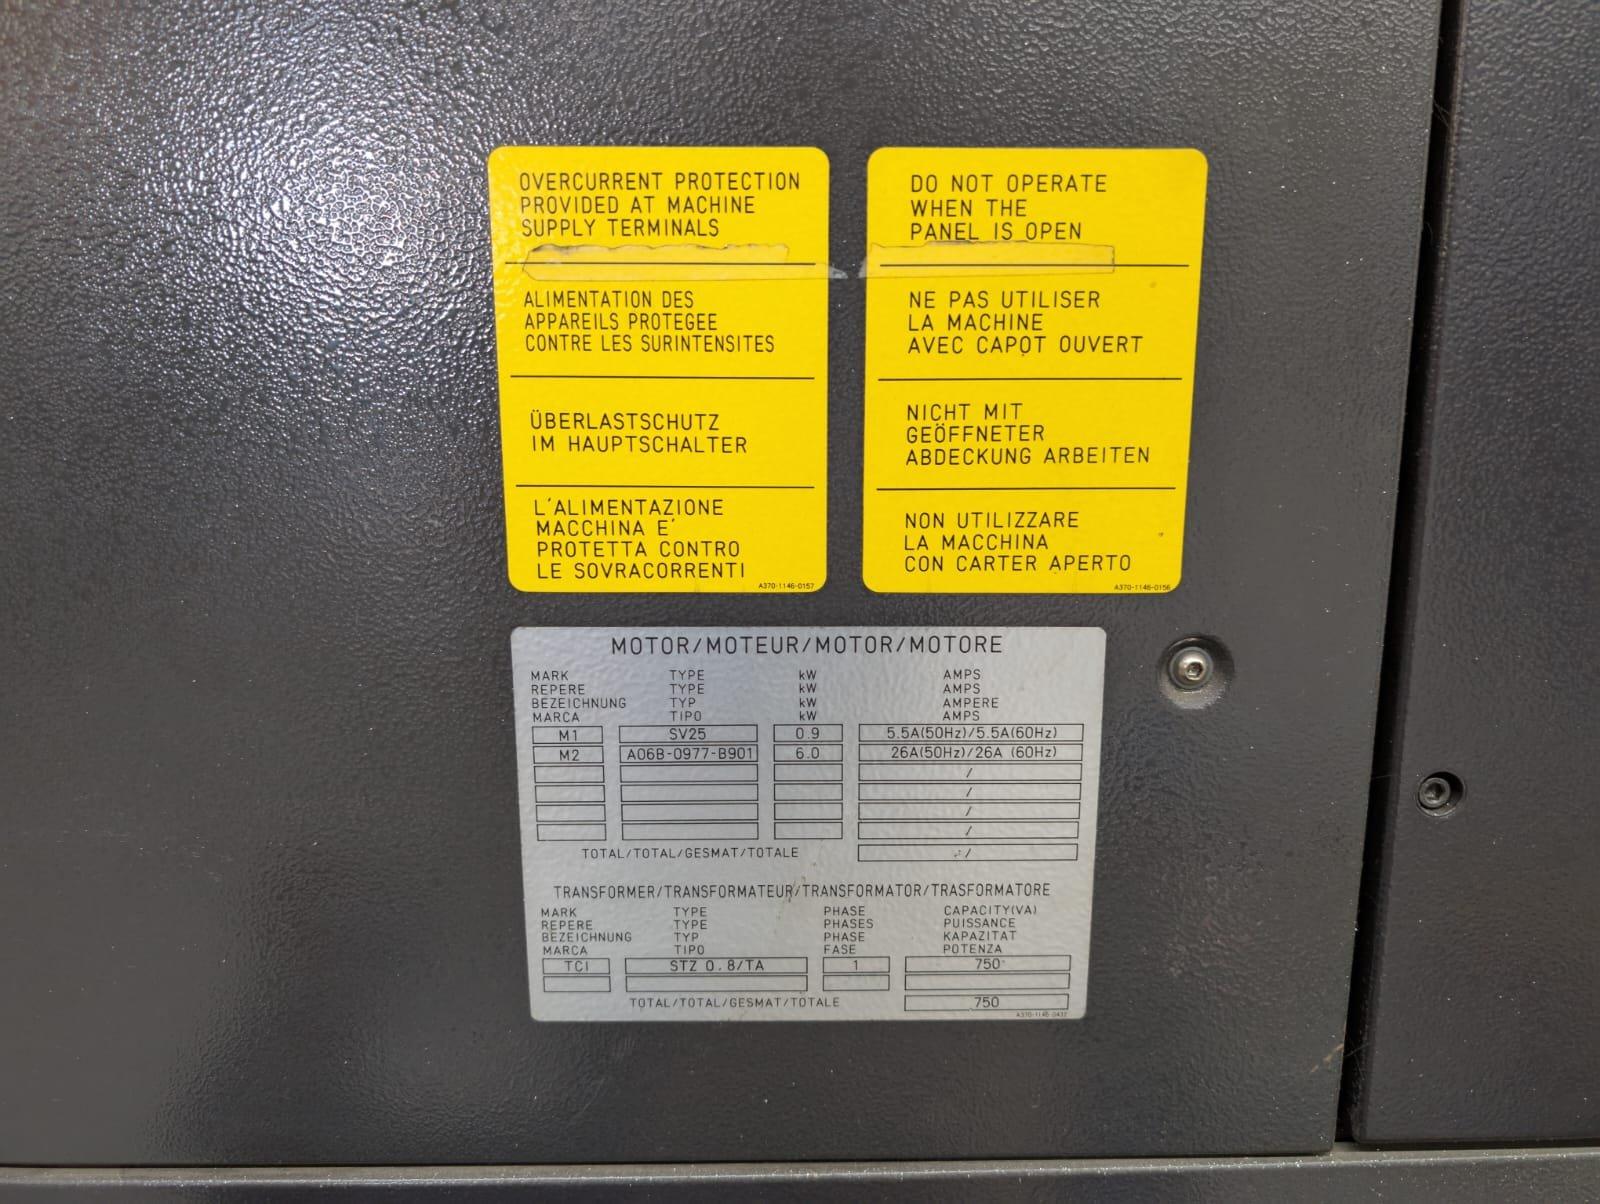 OVERCURRENT PROTECTION
PROVIDED AT MACHINE
SUPPLY TERMINALS
ALIMENTATION DES
APPAREILS PROTEGEE
CONTRE LES SURINTENSITES
ÜBERLASTSCHUTZ
IM HAUPTSCHALTER
L'ALIMENTAZIONE
MACCHINA E'
PROTETTA CONTRO
LE SOVRACORRENTI
A370-1146-0157
DO NOT OPERATE
WHEN THE
PANEL IS OPEN
NE PAS UTILISER
LA MACHINE
AVEC CAPOT OUVERT
NICHT MIT
GEÖFFNETER
ABDECKUNG ARBEITEN
NON UTILIZZARE
LA MACCHINA
CON CARTER APERTO
A370-1146-0156
MOTOR/MOTEUR/MOTOR/MOTORE
MARK TYPE kW AMPS
REPERE TYPE kW AMPS
BEZEICHNUNG TYP kW AMPERE
MARCA TIPO kW AMPS
M1 SV25 0.9 5.5A(50Hz)/5.5A(60Hz)
M2 A06B-0977-B901 6.0 26A(50Hz)/26A (60Hz)
/
/
/
/
TOTAL/TOTAL/GESMAT/TOTALE /
TRANSFORMER/TRANSFORMATEUR/TRANSFORMATOR/TRASFORMATORE
MARK TYPE PHASE CAPACITY(VA)
REPERE TYPE PHASES PUISSANCE
BEZEICHNUNG TYP PHASE KAPAZITAT
MARCA TIPO FASE POTENZA
TC1 STZ 0.8/TA 1 750
TOTAL/TOTAL/GESMAT/TOTALE 750
A370-1146-0437